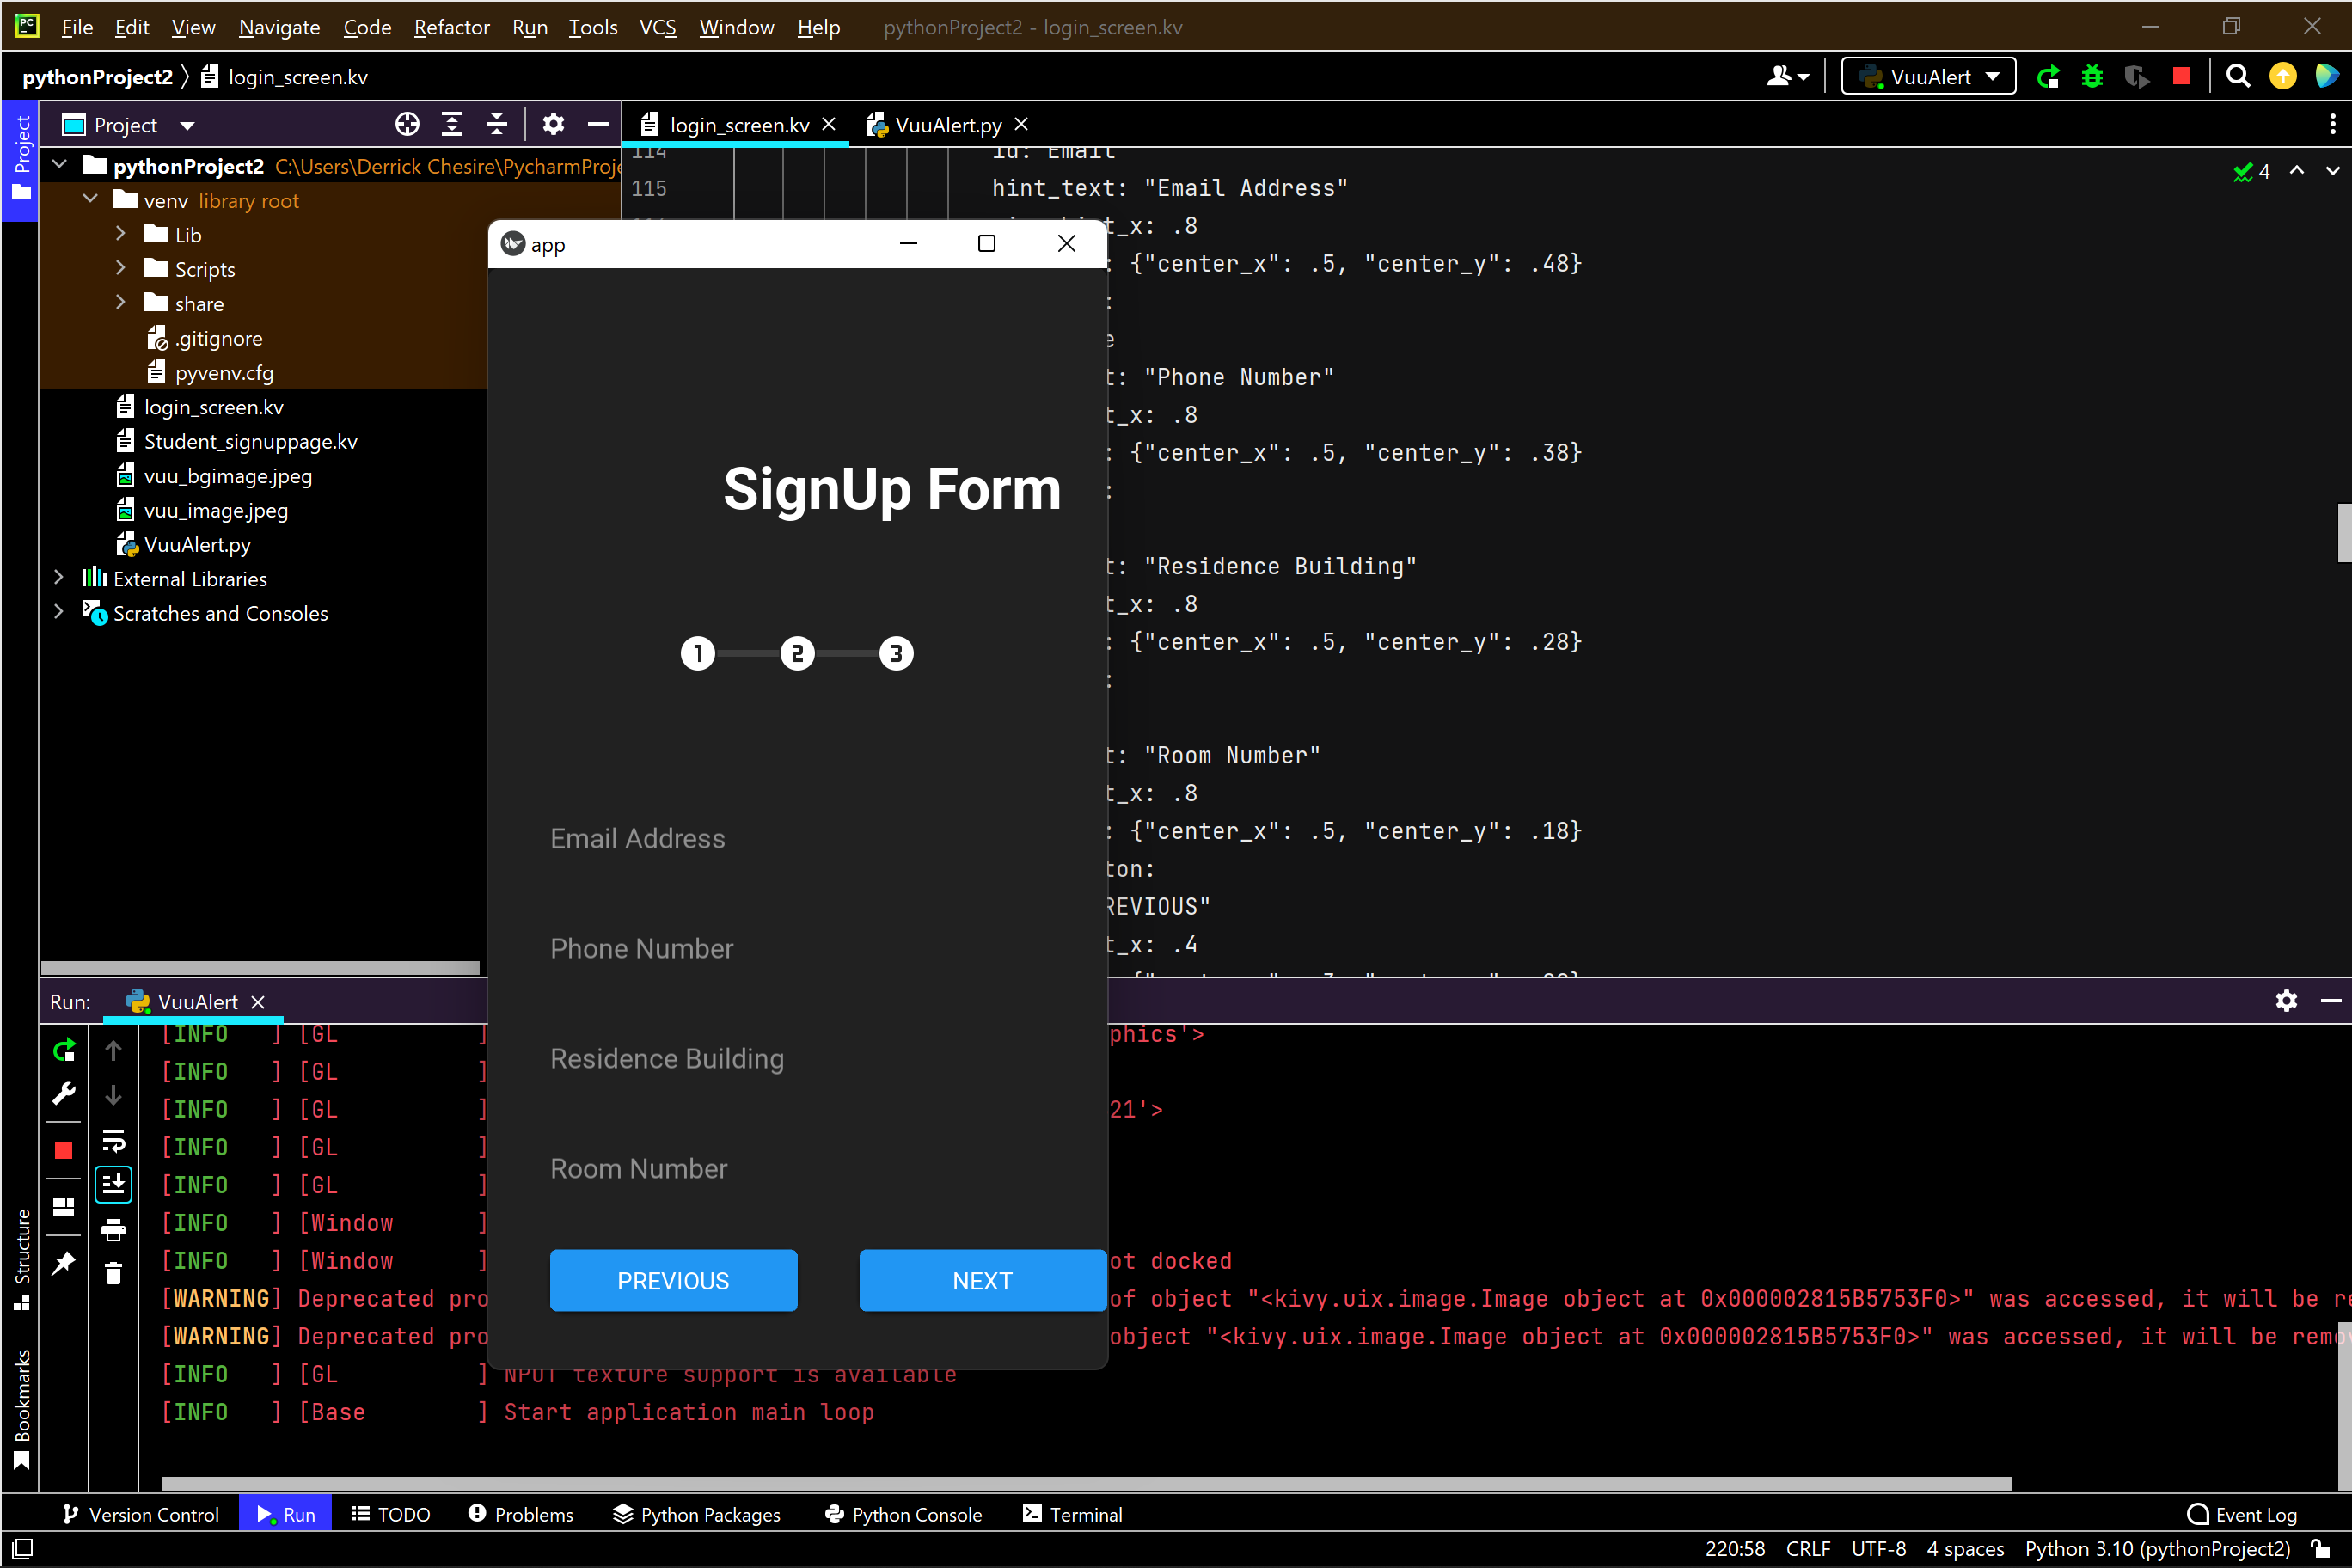 PC File Edit View Navigate Code Refactor Run Tools VCS Window Help pythonProject2 - login_screen.kv
pythonProject2 login_screen.kv VuuAlert
Project
Project login_screen.kv VuuAlert.py
pythonProject2 C:\Users\Derrick Chesire\PycharmProje
venv library root
Lib
Scripts
share
.gitignore
pyvenv.cfg
login_screen.kv
Student_signuppage.kv
vuu_bgimage.jpeg
vuu_image.jpeg
VuuAlert.py
External Libraries
Scratches and Consoles
114 id: Email
115 hint_text: "Email Address"
t_x: .8
: {"center_x": .5, "center_y": .48}
:
e
t: "Phone Number"
t_x: .8
: {"center_x": .5, "center_y": .38}
:
t: "Residence Building"
t_x: .8
: {"center_x": .5, "center_y": .28}
:
t: "Room Number"
t_x: .8
: {"center_x": .5, "center_y": .18}
ton:
REVIOUS"
t_x: .4
4
app
SignUp Form
1 2 3
Email Address
Phone Number
Residence Building
Room Number
PREVIOUS NEXT
Run: VuuAlert
[INFO ] [GL ] phics'>
[INFO ] [GL ]
[INFO ] [GL ] 21'>
[INFO ] [GL ]
[INFO ] [GL ]
[INFO ] [Window ]
[INFO ] [Window ] ot docked
[WARNING] Deprecated pro of object "<kivy.uix.image.Image object at 0x000002815B5753F0>" was accessed, it will be re
[WARNING] Deprecated pro object "<kivy.uix.image.Image object at 0x000002815B5753F0>" was accessed, it will be remo
[INFO ] [GL ] NPOT texture support is available
[INFO ] [Base ] Start application main loop
Structure
Bookmarks
Version Control Run TODO Problems Python Packages Python Console Terminal Event Log
220:58 CRLF UTF-8 4 spaces Python 3.10 (pythonProject2)